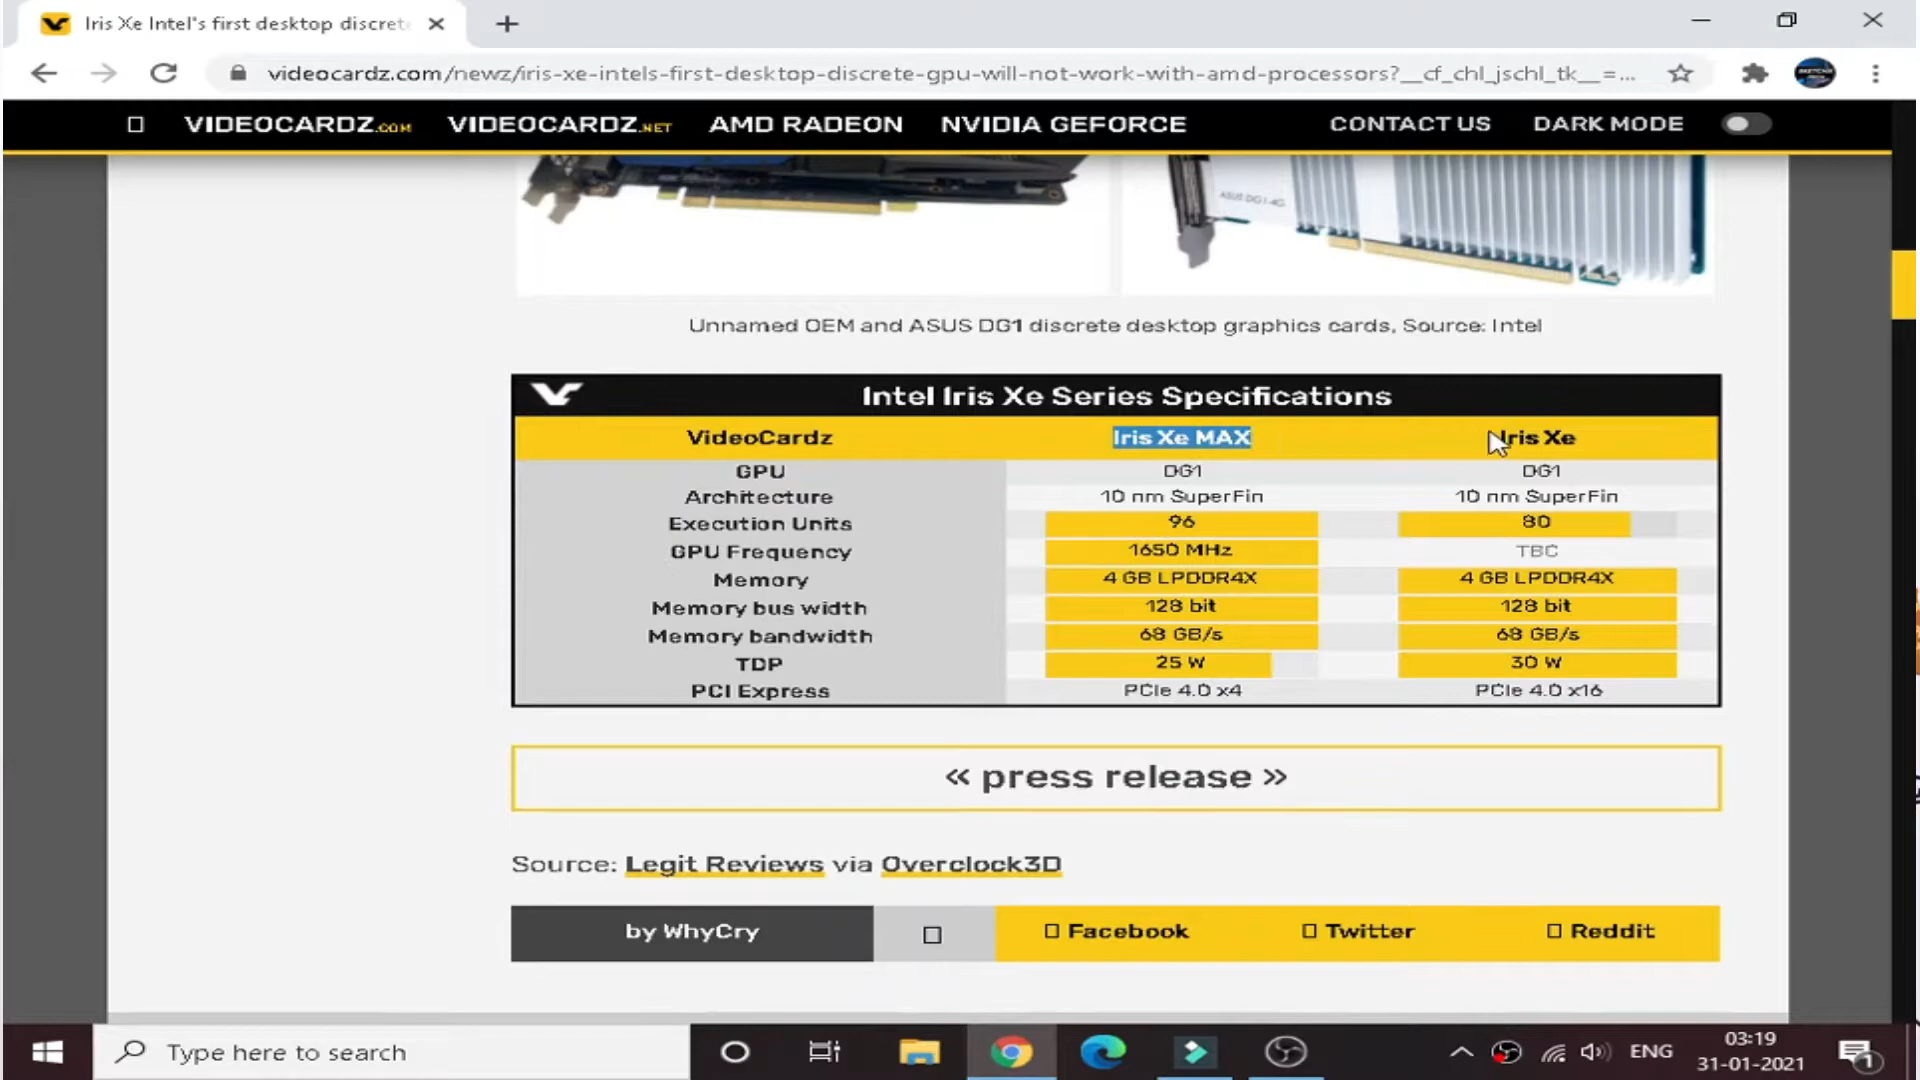 Iris Xe Intel's first desktop discret
videocardz.com/newz/iris-xe-intels-first-desktop-discrete-gpu-will-not-work-with-amd-processors?__cf_chl_jschl_tk__=...
VIDEOCARDZ.COM VIDEOCARDZ.NET AMD RADEON NVIDIA GEFORCE CONTACT US DARK MODE
ASUS DG1-4G
Unnamed OEM and ASUS DG1 discrete desktop graphics cards, Source: Intel
Intel Iris Xe Series Specifications
VideoCardz Iris Xe MAX Iris Xe
GPU DG1 DG1
Architecture 10 nm SuperFin 10 nm SuperFin
Execution Units 96 80
GPU Frequency 1650 MHz TBC
Memory 4 GB LPDDR4X 4 GB LPDDR4X
Memory bus width 128 bit 128 bit
Memory bandwidth 68 GB/s 68 GB/s
TDP 25 W 30 W
PCI Express PCIe 4.0 x4 PCIe 4.0 x16
« press release »
Source: Legit Reviews via Overclock3D
by WhyCry Facebook Twitter Reddit
Type here to search ENG 03:19 1
31-01-2021